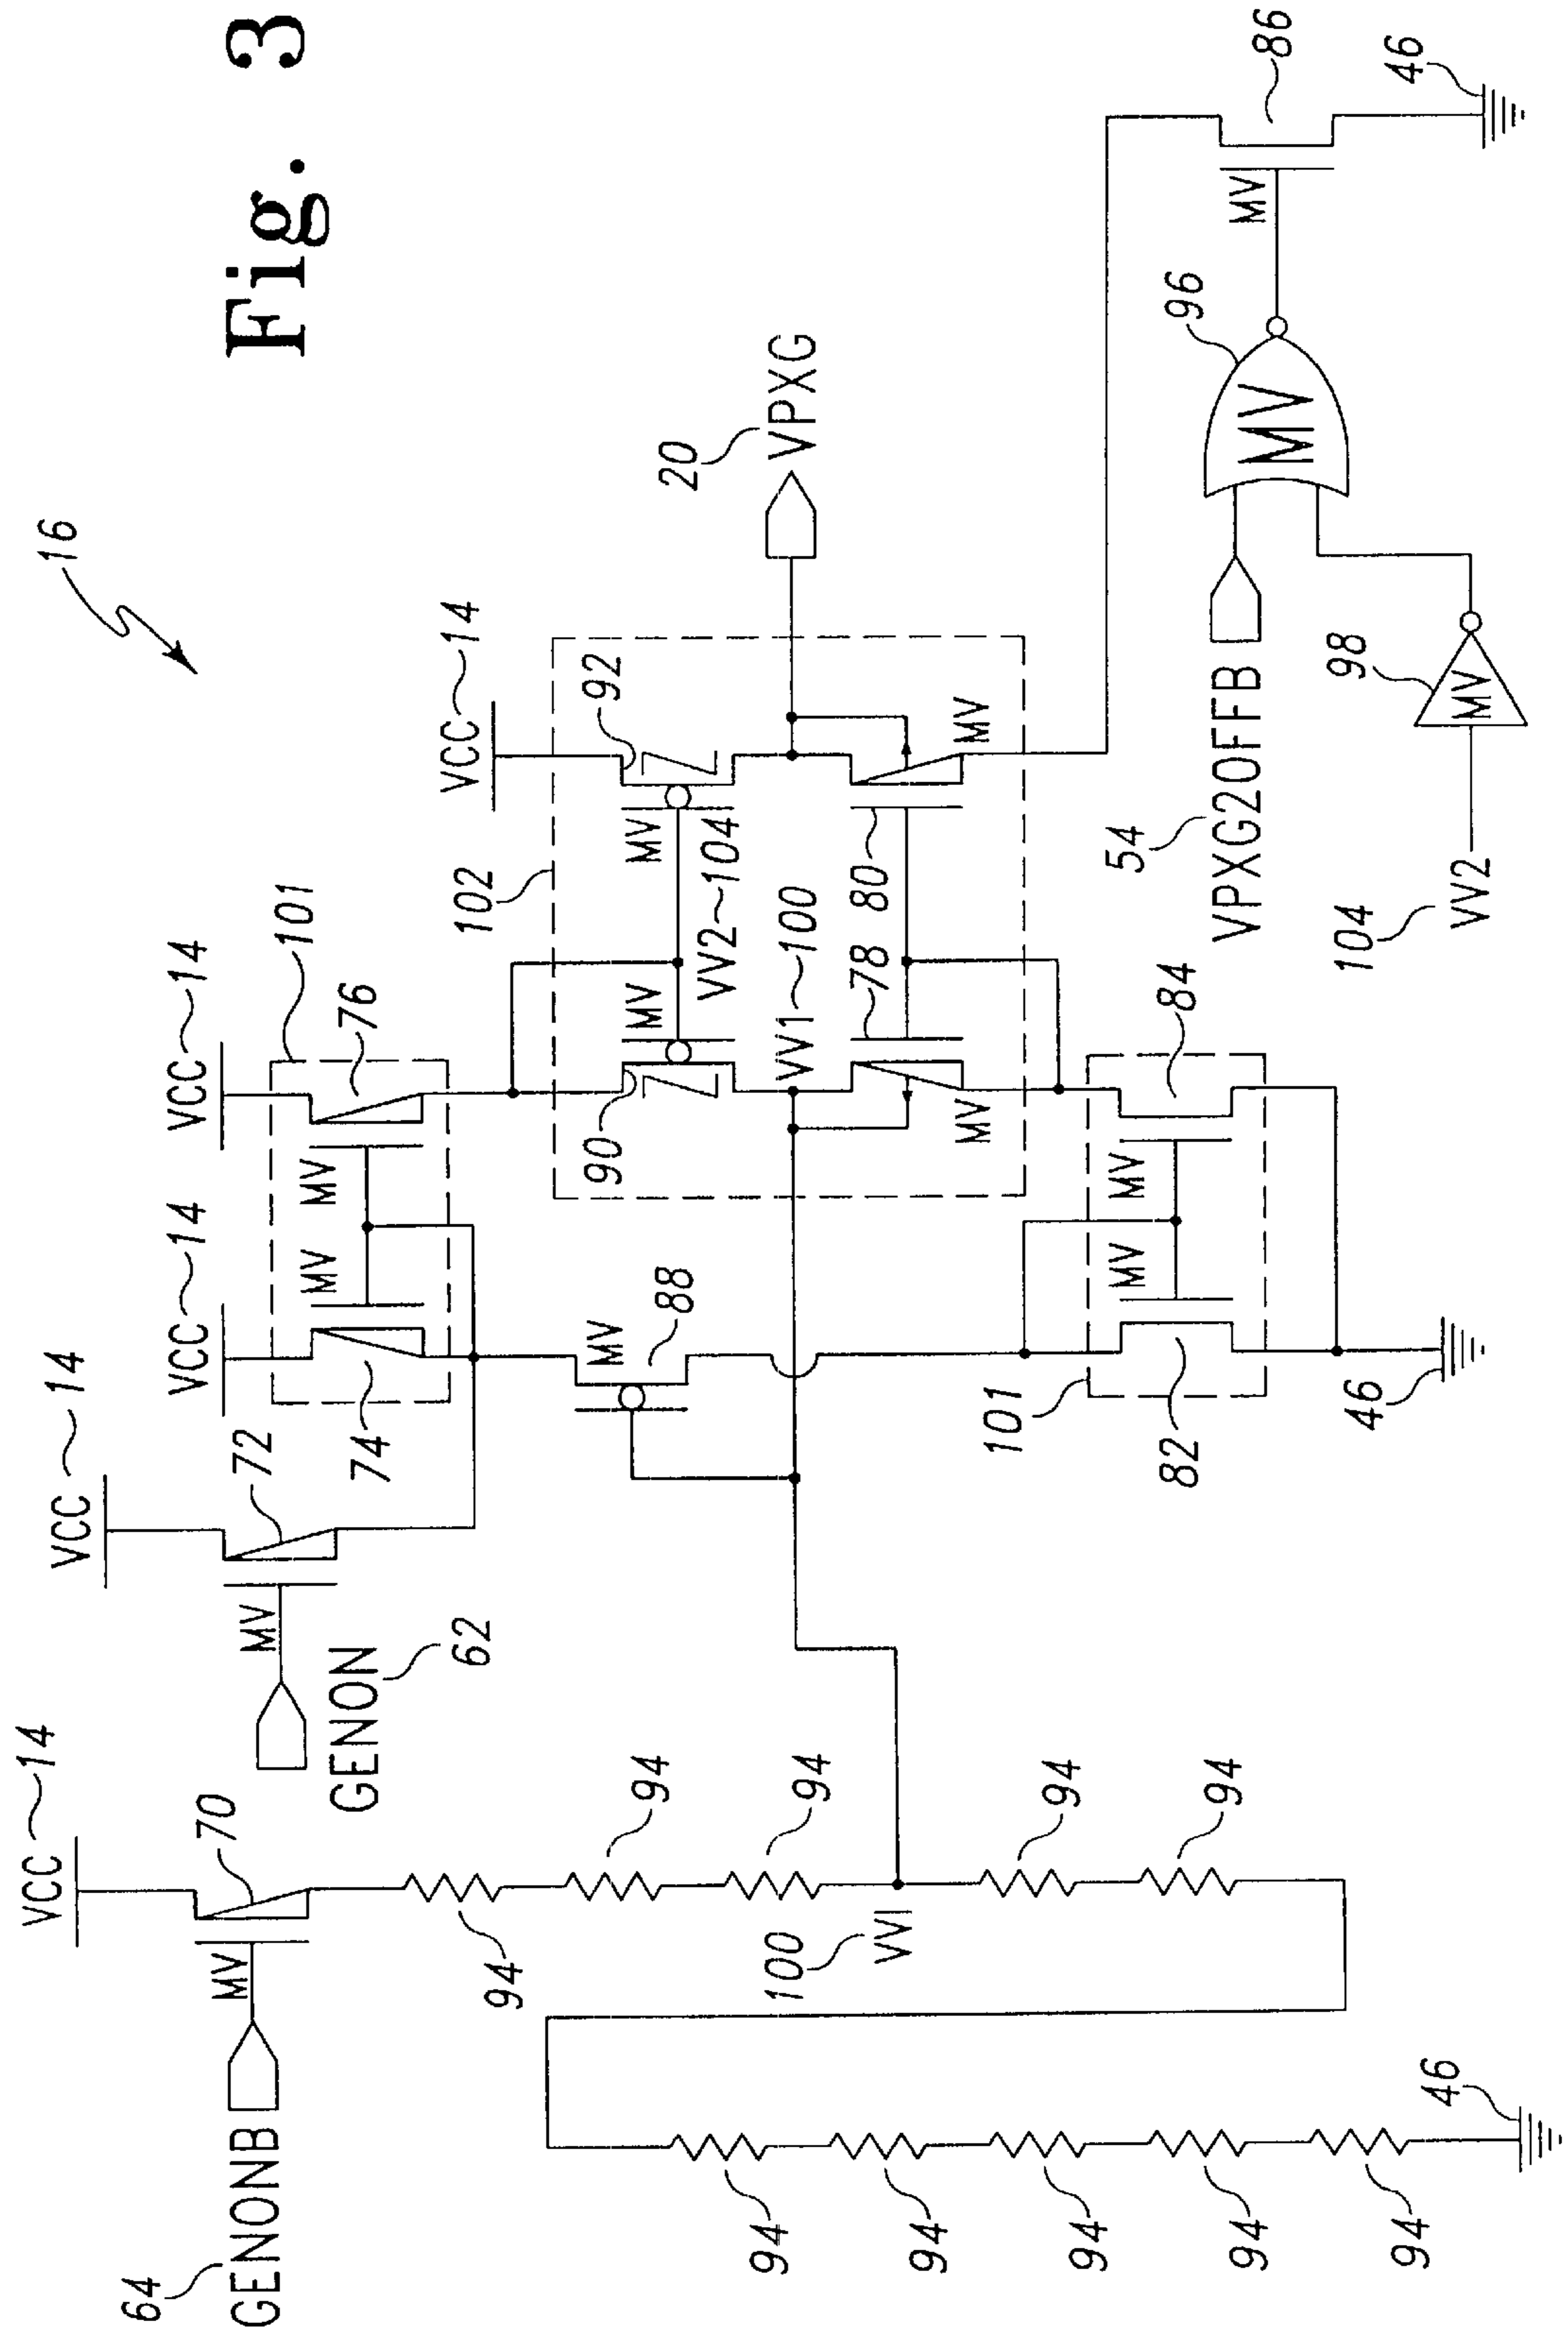 Fig. 3
16
VCC 14
VCC 14
VCC 14
VCC 14
VCC 14
64
GENONB
MV
70
GENON
62
MV
72
74
MV
MV
76
101
102
90
MV
MV
92
VV2 104
VV1 100
20
VPXG
78
80
MV
MV
MV
88
94
94
94
100
VV1
94
94
94
94
94
94
94
46
101
82
MV
MV
84
46
54
VPXG2OFFB
104
VV2
98
MV
96
MV
MV
86
46